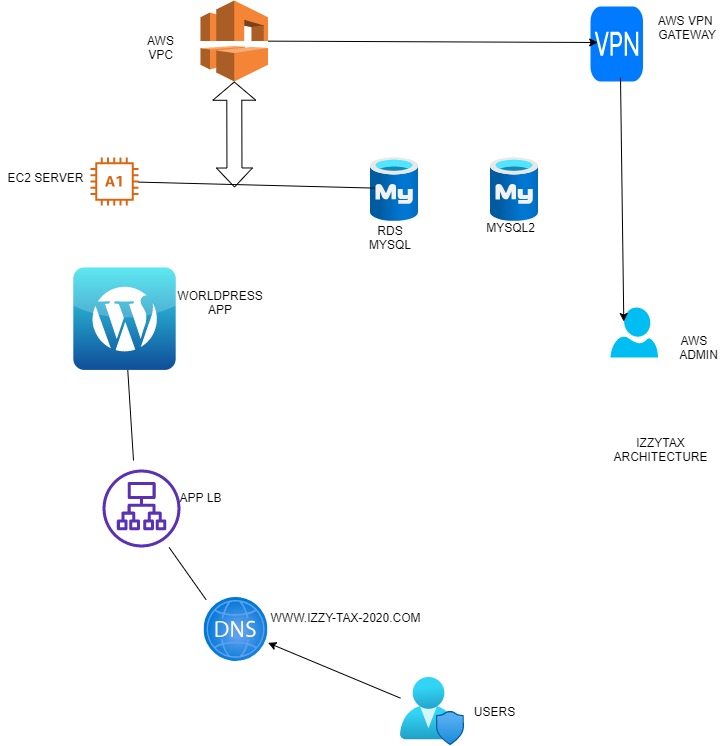 AWS
VPC
VPN
AWS VPN
GATEWAY
EC2 SERVER
A1
My
RDS
MYSQL
My
MYSQL2
WORLDPRESS
APP
W
AWS
ADMIN
IZZYTAX
ARCHITECTURE
APP LB
DNS
WWW.IZZY-TAX-2020.COM
USERS